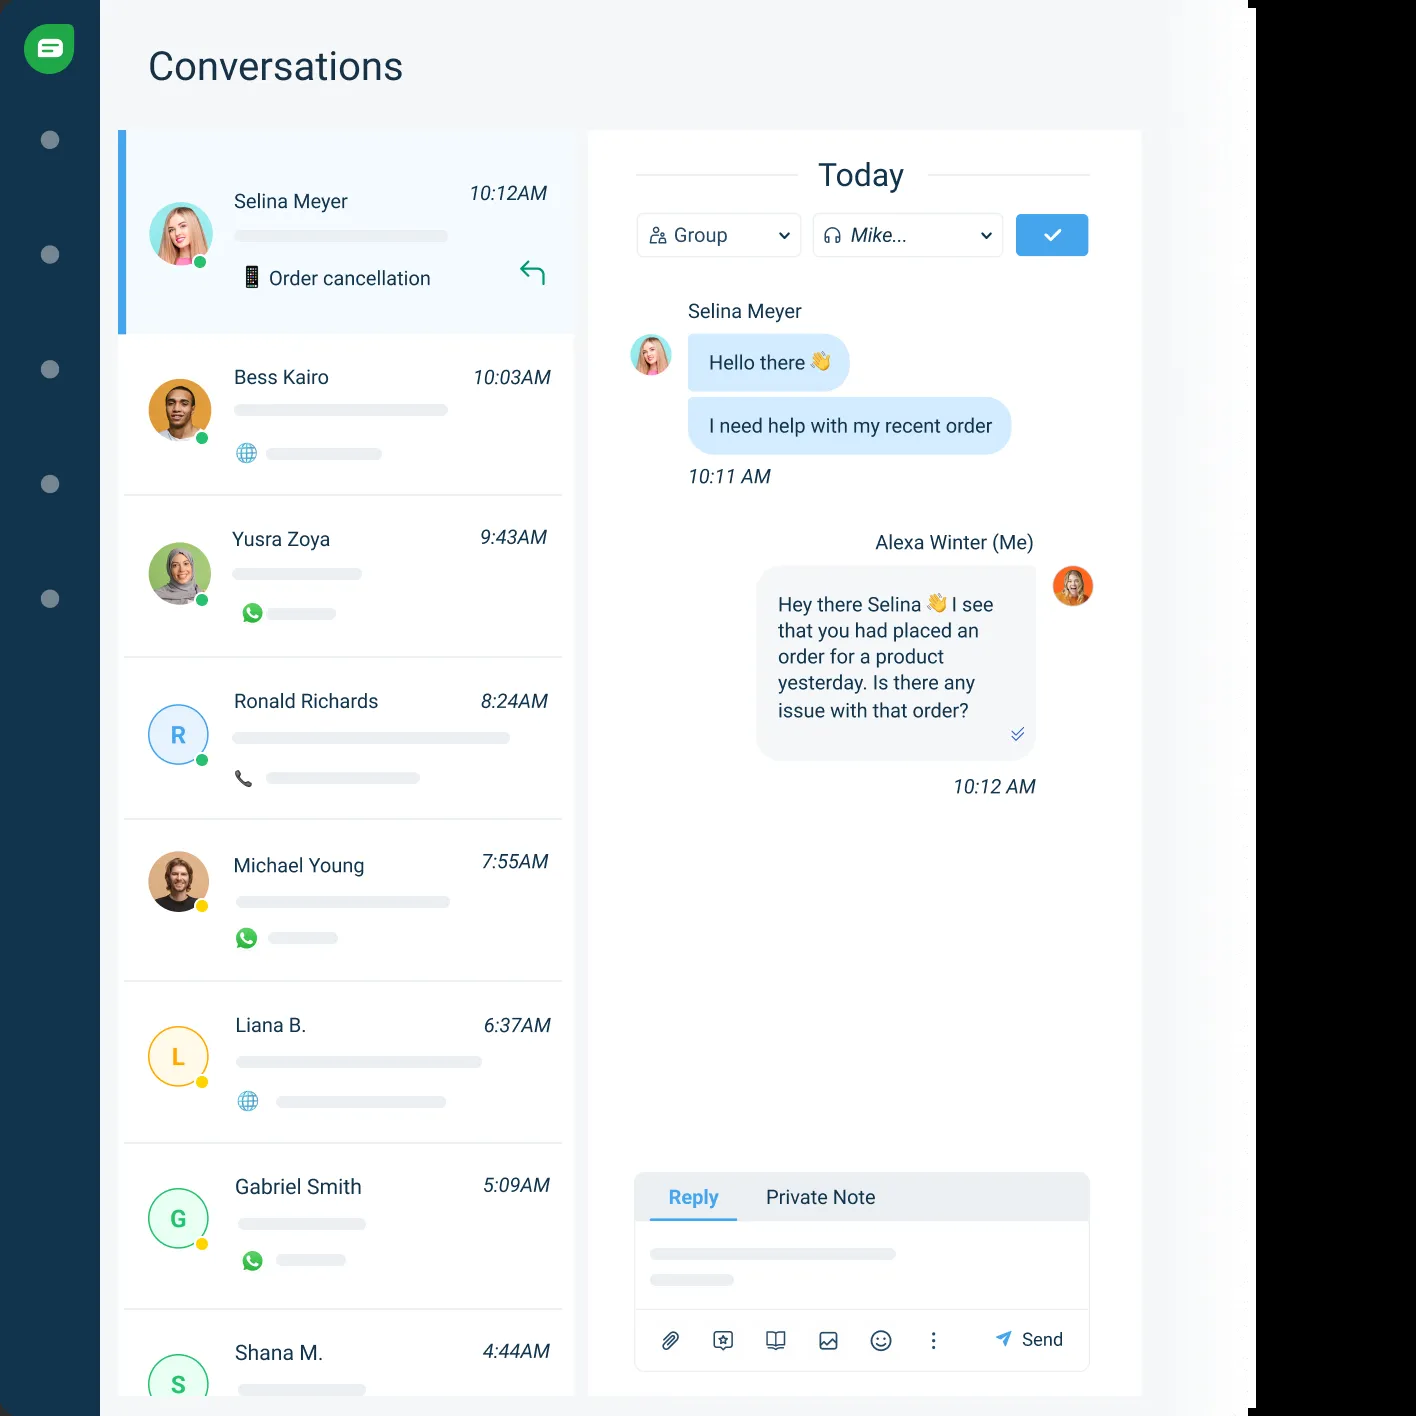 Conversations
Selina Meyer
10:12AM
Order cancellation
Bess Kairo
10:03AM
Yusra Zoya
9:43AM
Ronald Richards
8:24AM
R
Michael Young
7:55AM
Liana B.
6:37AM
L
Gabriel Smith
5:09AM
G
Shana M.
4:44AM
S
Today
Group
Mike...
Selina Meyer
Hello there 👋
I need help with my recent order
10:11 AM
Alexa Winter (Me)
Hey there Selina 👋 I see
that you had placed an
order for a product
yesterday. Is there any
issue with that order?
10:12 AM
Reply
Private Note
Send